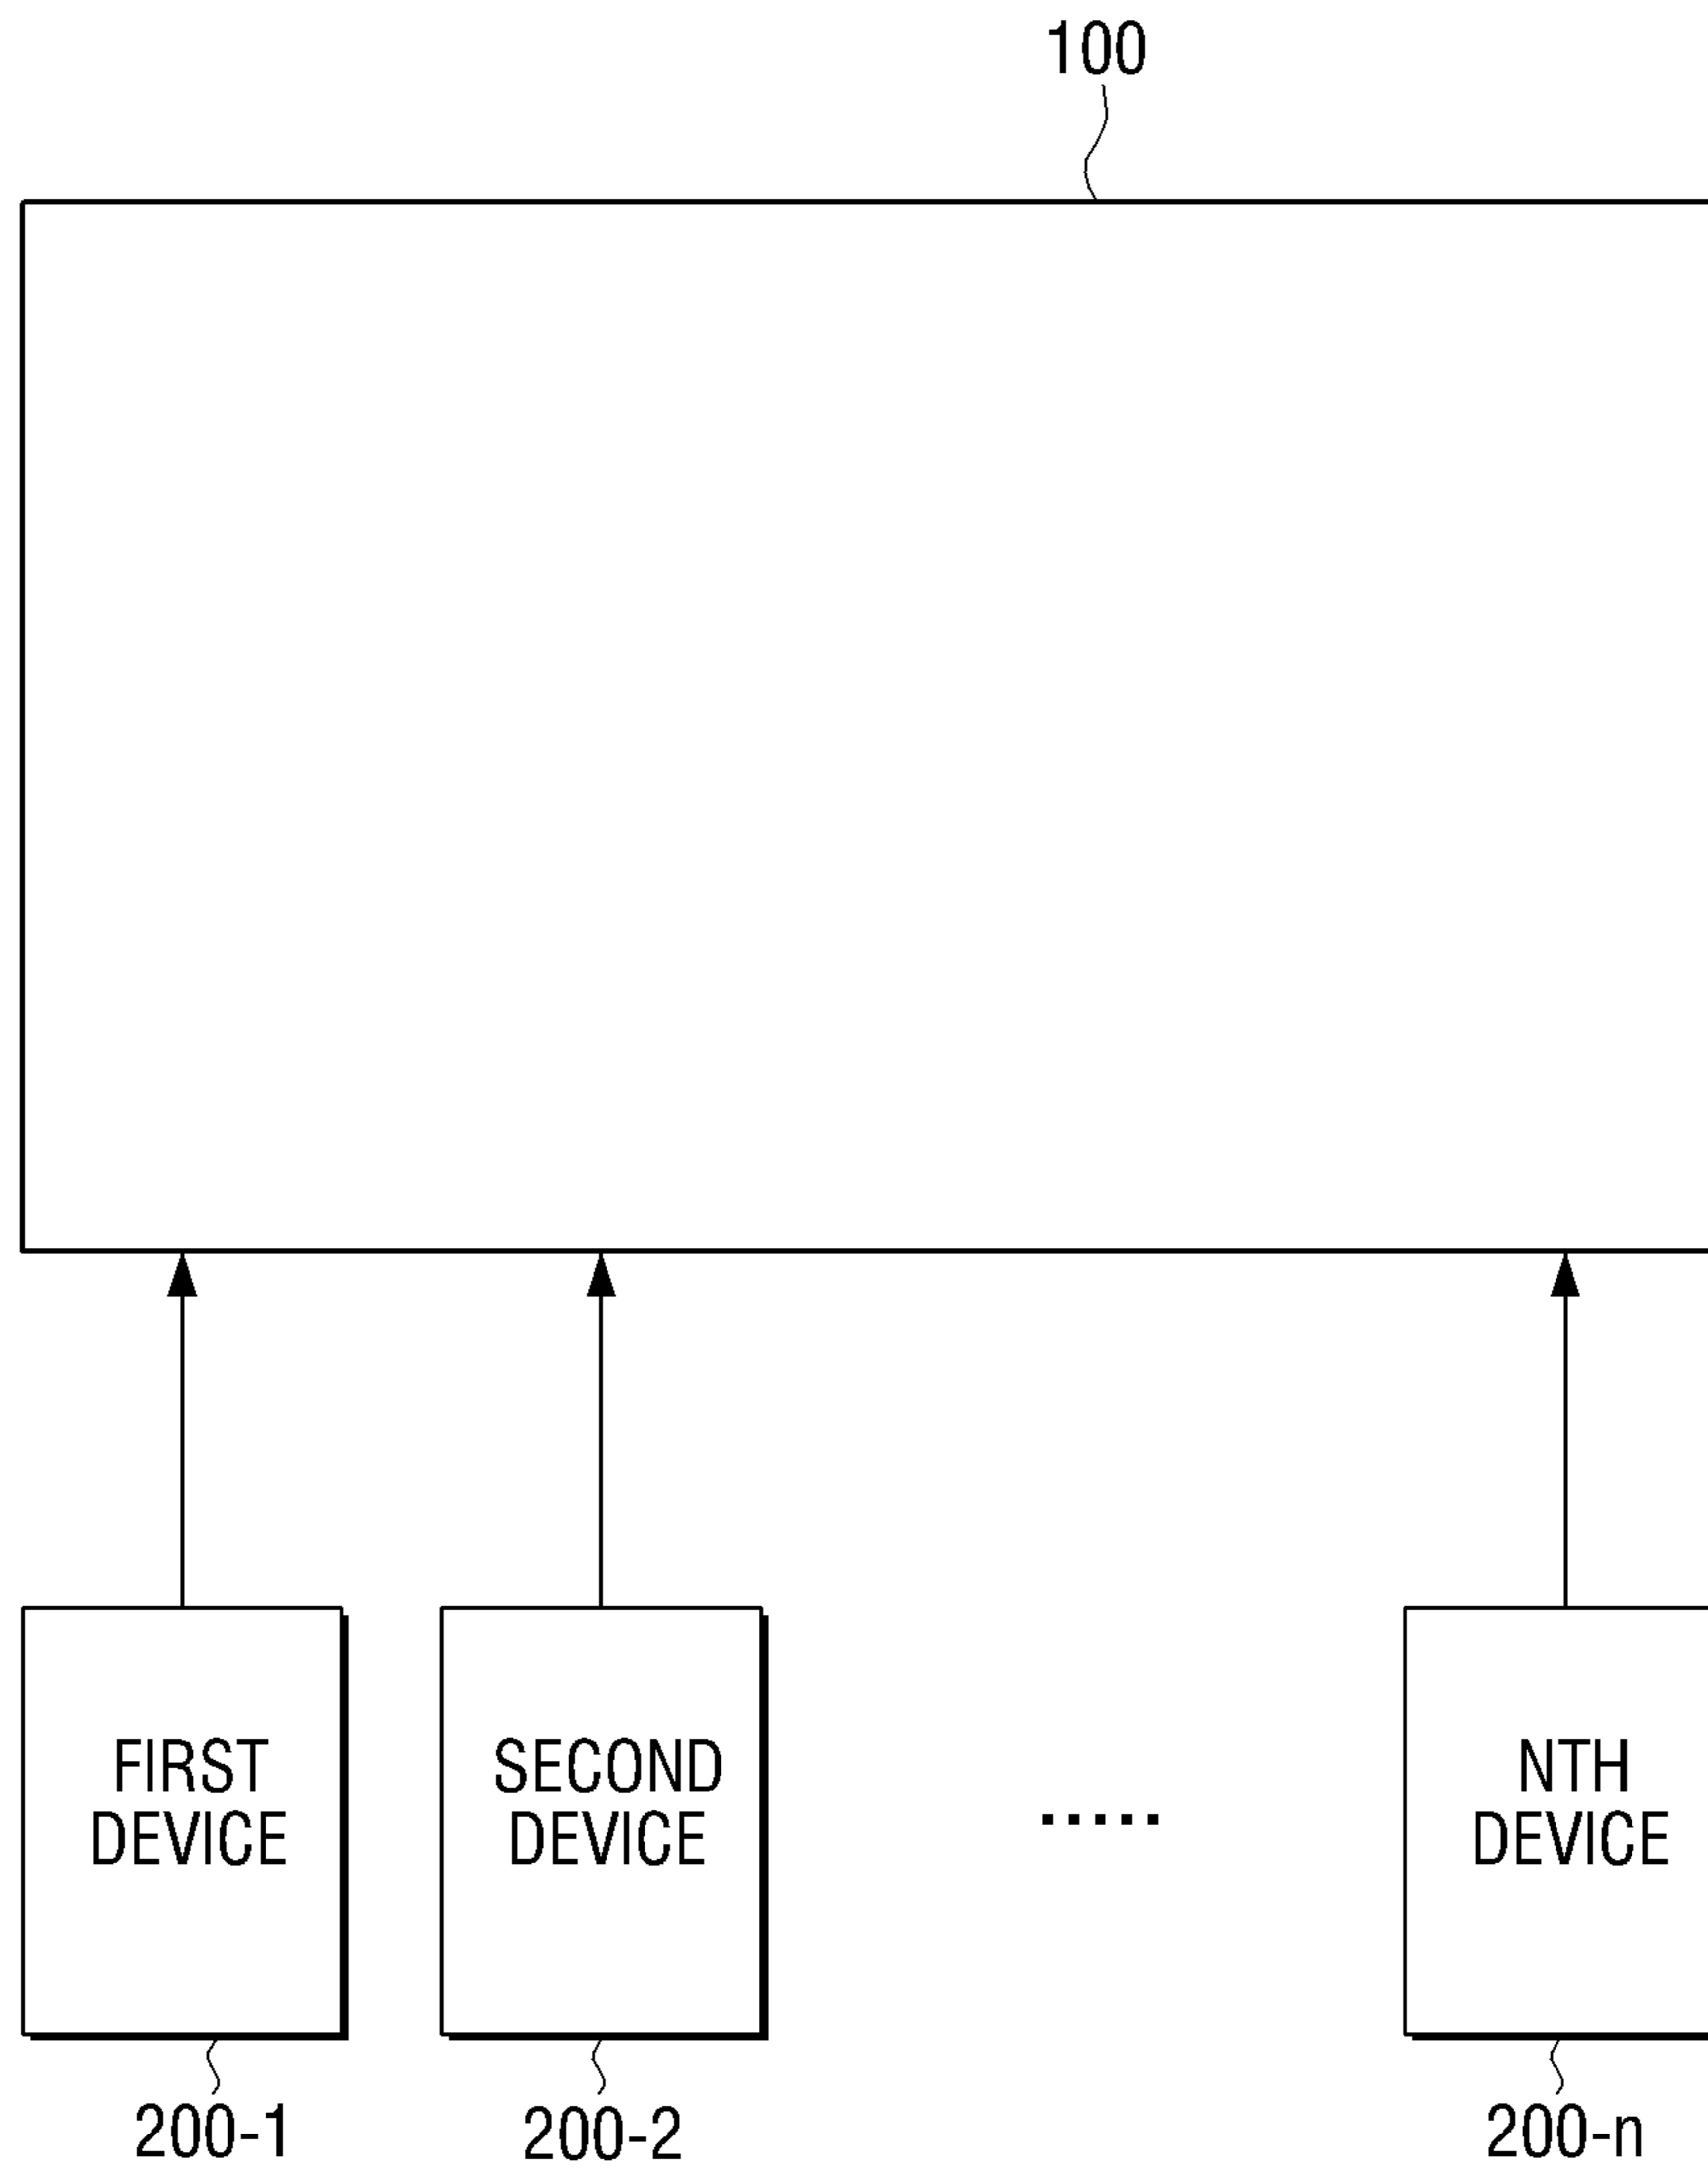 100
FIRST
DEVICE
SECOND
DEVICE
.....
NTH
DEVICE
200-1
200-2
200-n